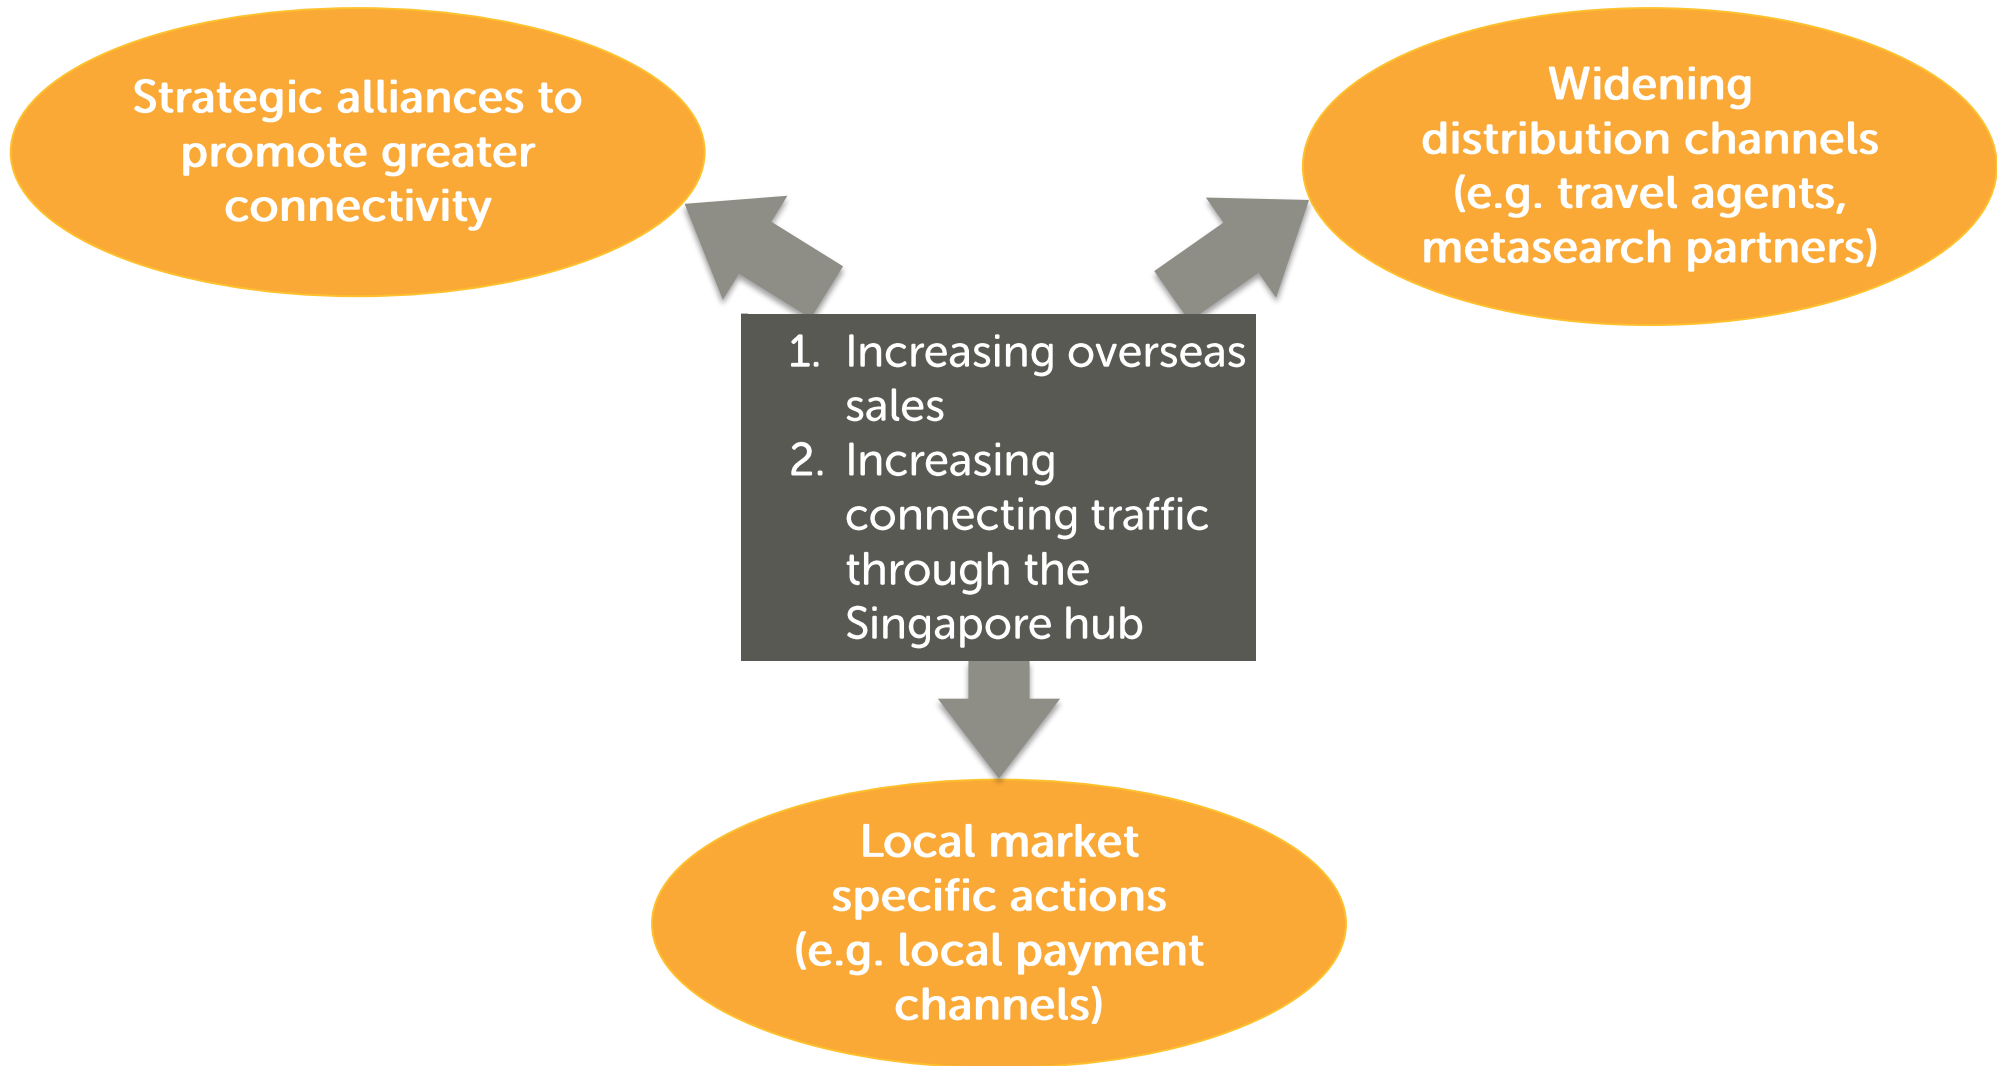 Strategic alliances to
promote greater
connectivity
Widening
distribution channels
(e.g. travel agents,
metasearch partners)
1. Increasing overseas
sales
2. Increasing
connecting traffic
through the
Singapore hub
Local market
specific actions
(e.g. local payment
channels)